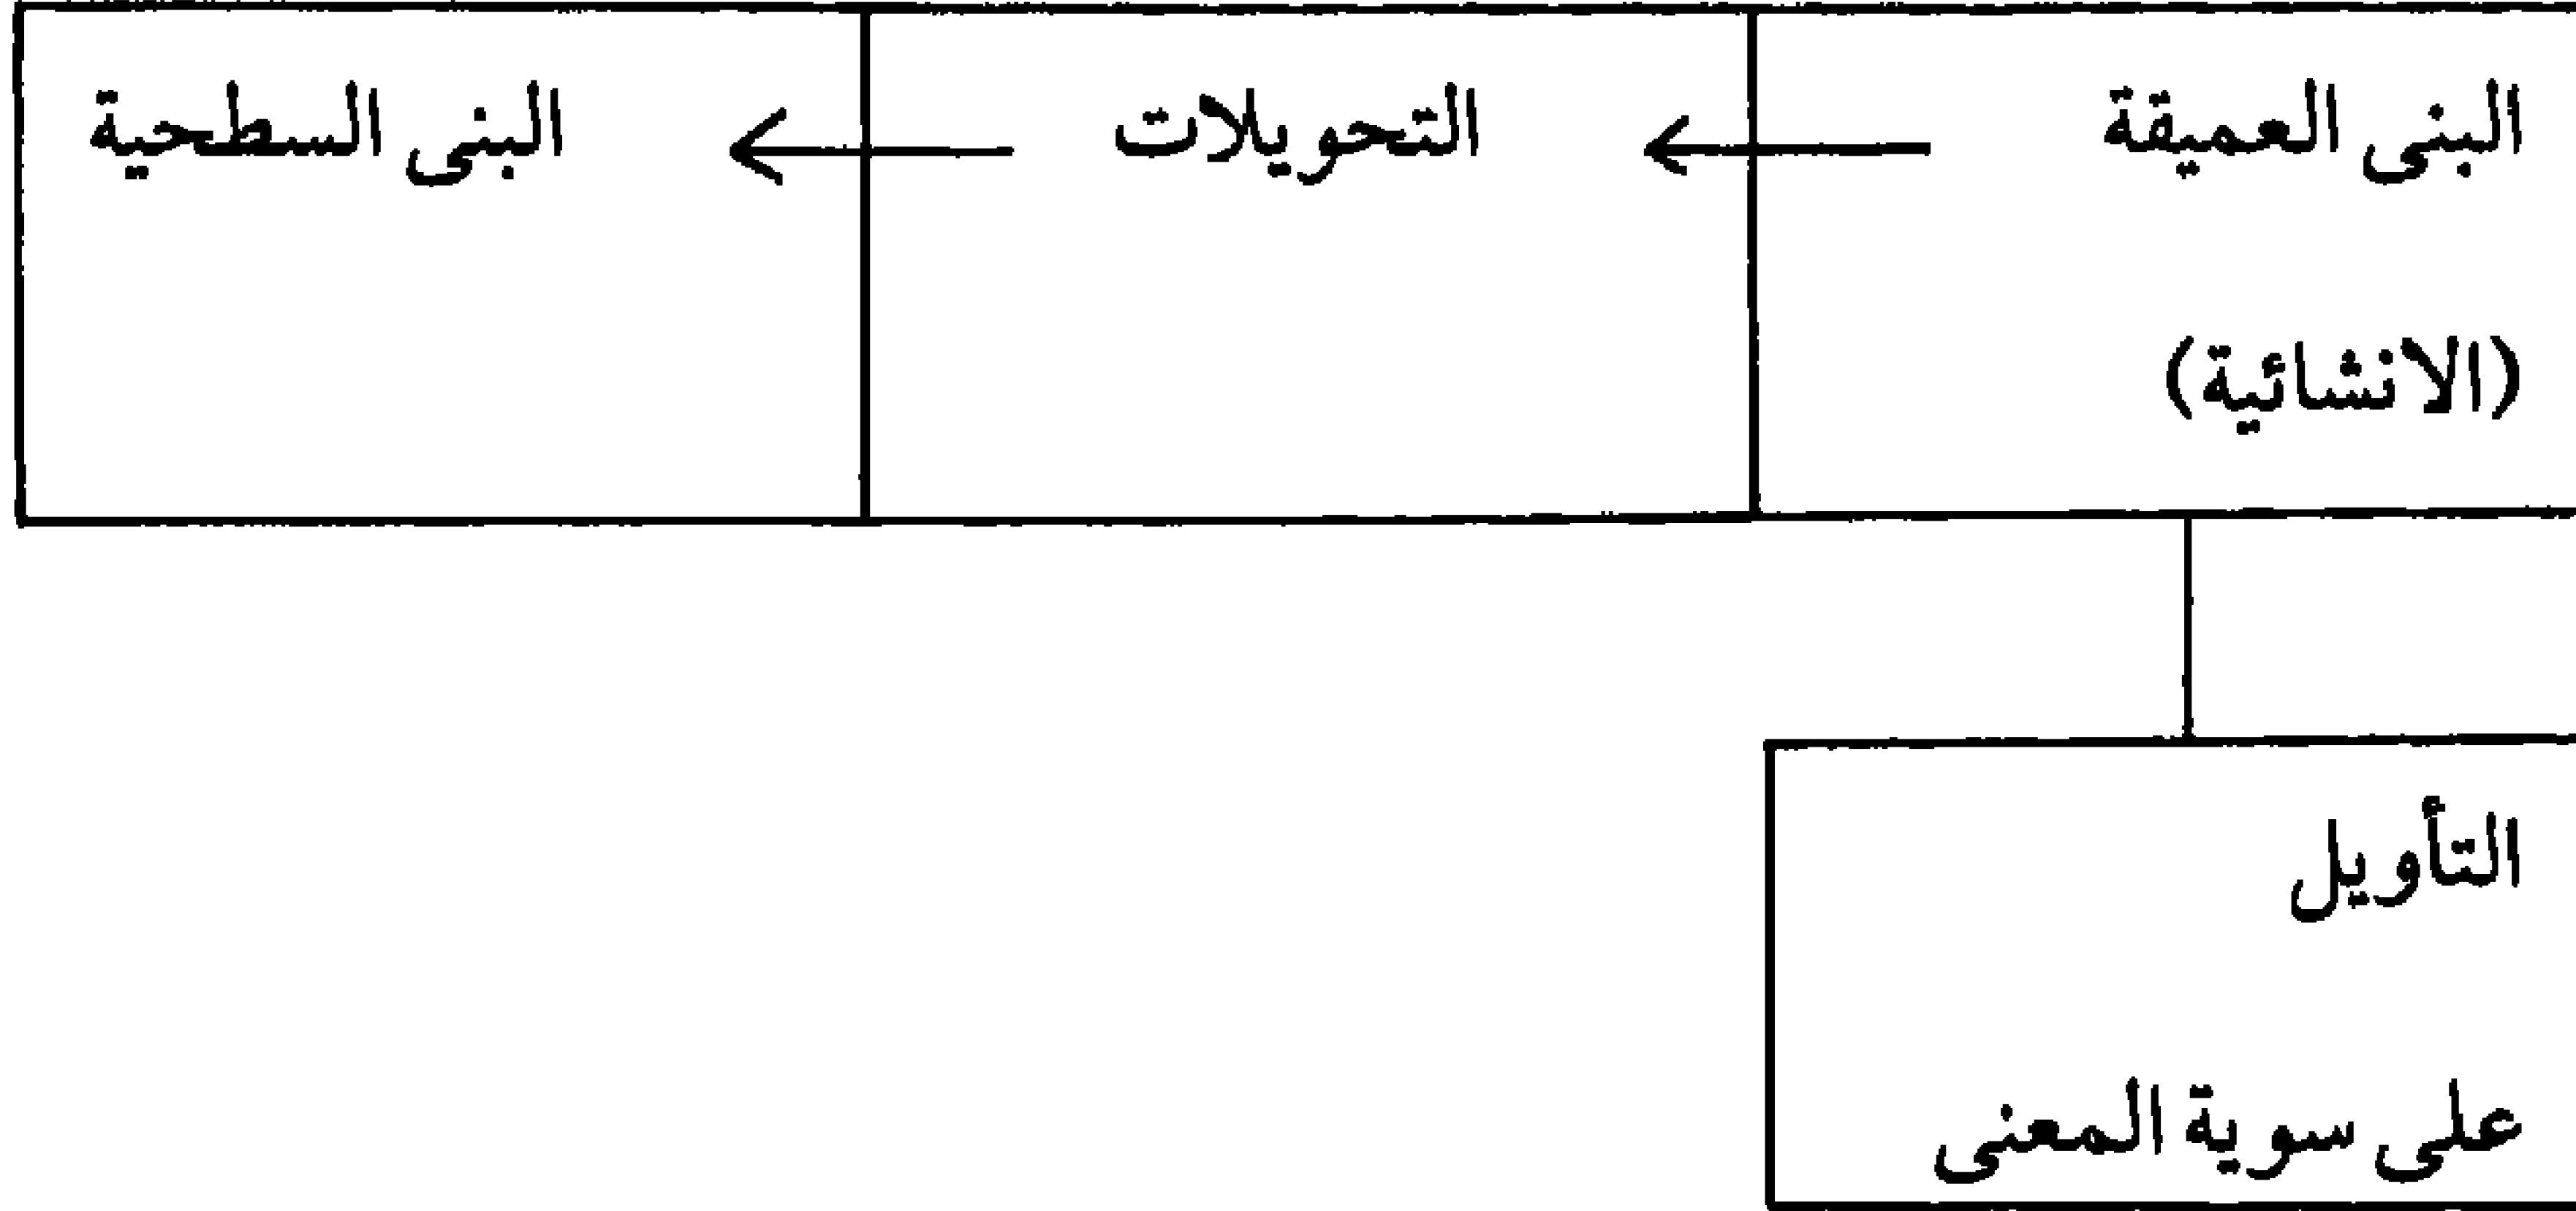 البنى العميقة ← التحويلات ← البنى السطحية
(الانشائية)
التأويل
على سوية المعنى